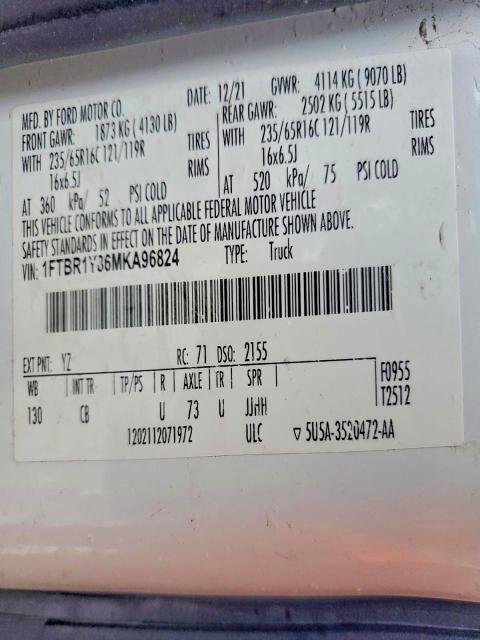 MFD. BY FORD MOTOR CO. DATE: 12/21 GVWR: 4114 KG (9070 LB)
FRONT GAWR: 1873 KG (4130 LB) REAR GAWR: 2502 KG (5515 LB)
WITH 235/65R16C 121/119R TIRES WITH 235/65R16C 121/119R TIRES
16x6.5J RIMS 16x6.5J RIMS
AT 360 kPa/ 52 PSI COLD AT 520 kPa/ 75 PSI COLD
THIS VEHICLE CONFORMS TO ALL APPLICABLE FEDERAL MOTOR VEHICLE
SAFETY STANDARDS IN EFFECT ON THE DATE OF MANUFACTURE SHOWN ABOVE.
VIN: 1FTBR1Y36MKA96824 TYPE: Truck
EXT PNT: YZ RC: 71 DSO: 2155
WB INT TR TP/PS R AXLE TR SPR F0955
130 CB U 73 U JJHH T2512
1202112071972 ULC ▽ 5U5A-3520472-AA